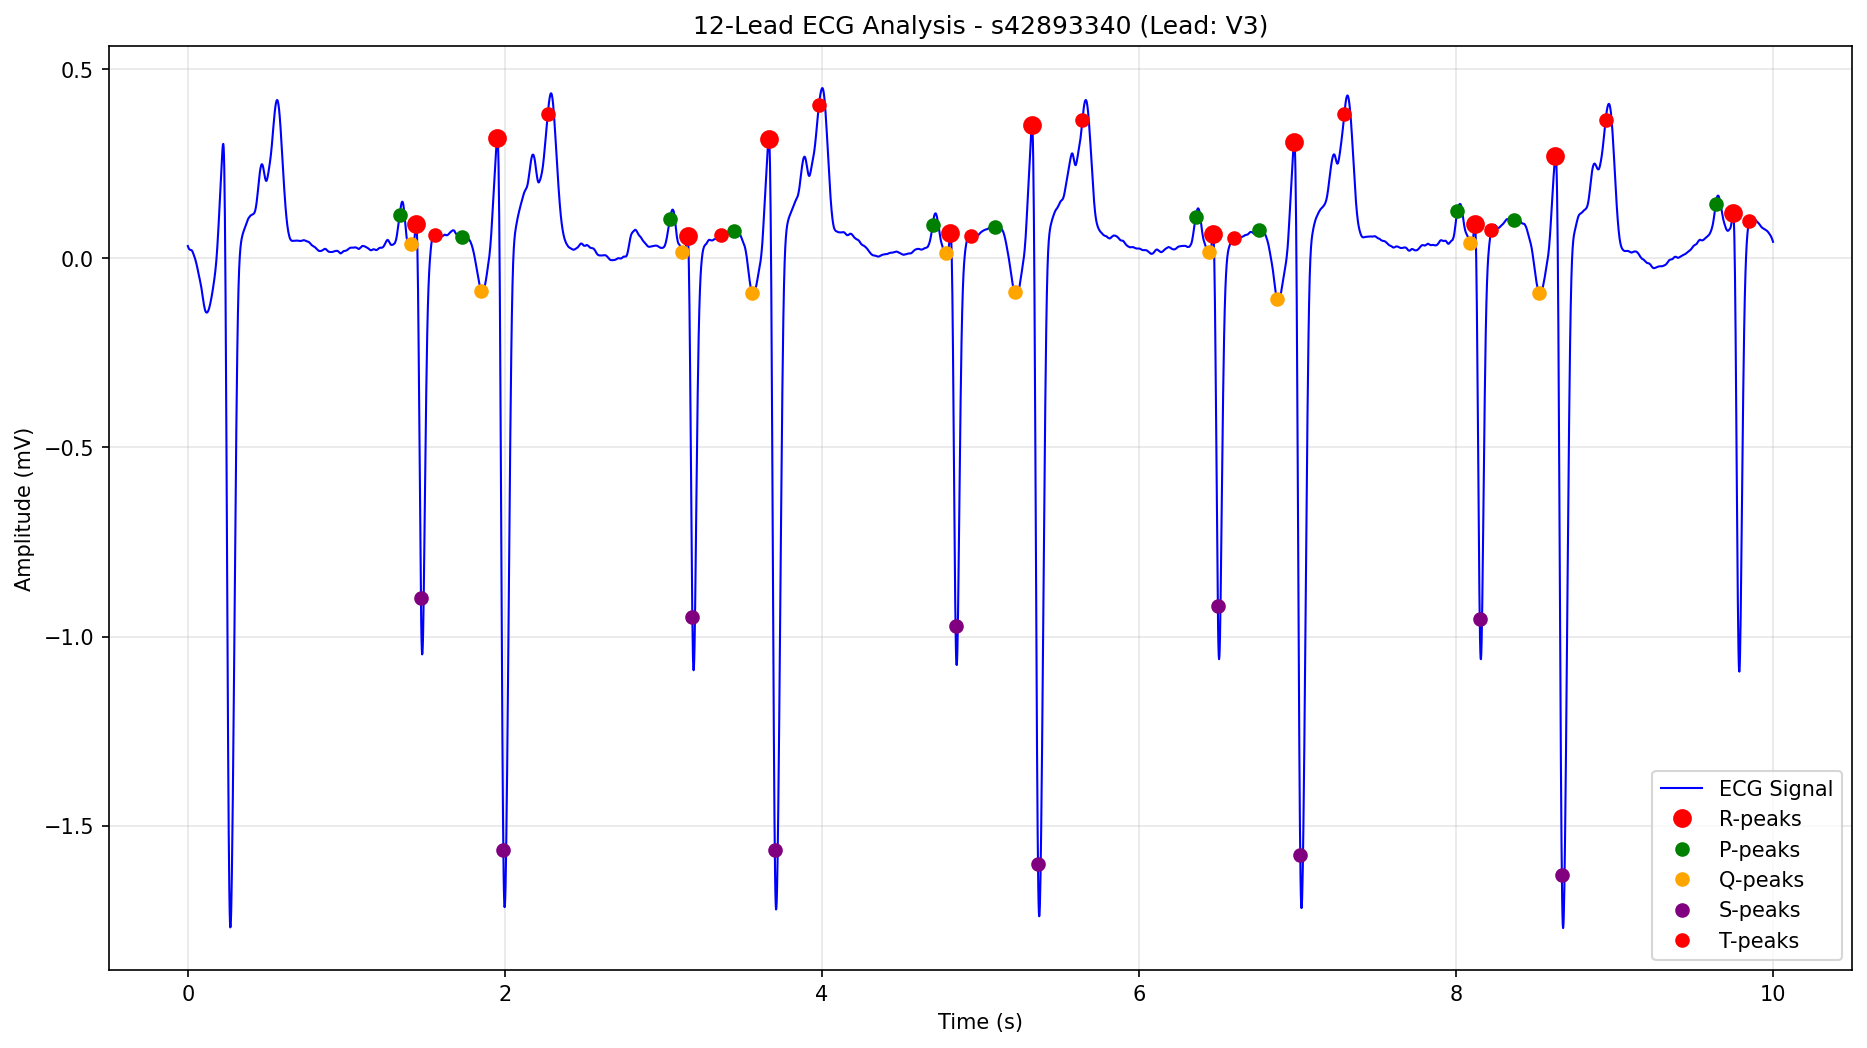 12-Lead ECG Analysis - s42893340 (Lead: V3)
0.5
0.0
−0.5
−1.0
−1.5
Amplitude (mV)
0 2 4 6 8 10
Time (s)
ECG Signal
R-peaks
P-peaks
Q-peaks
S-peaks
T-peaks